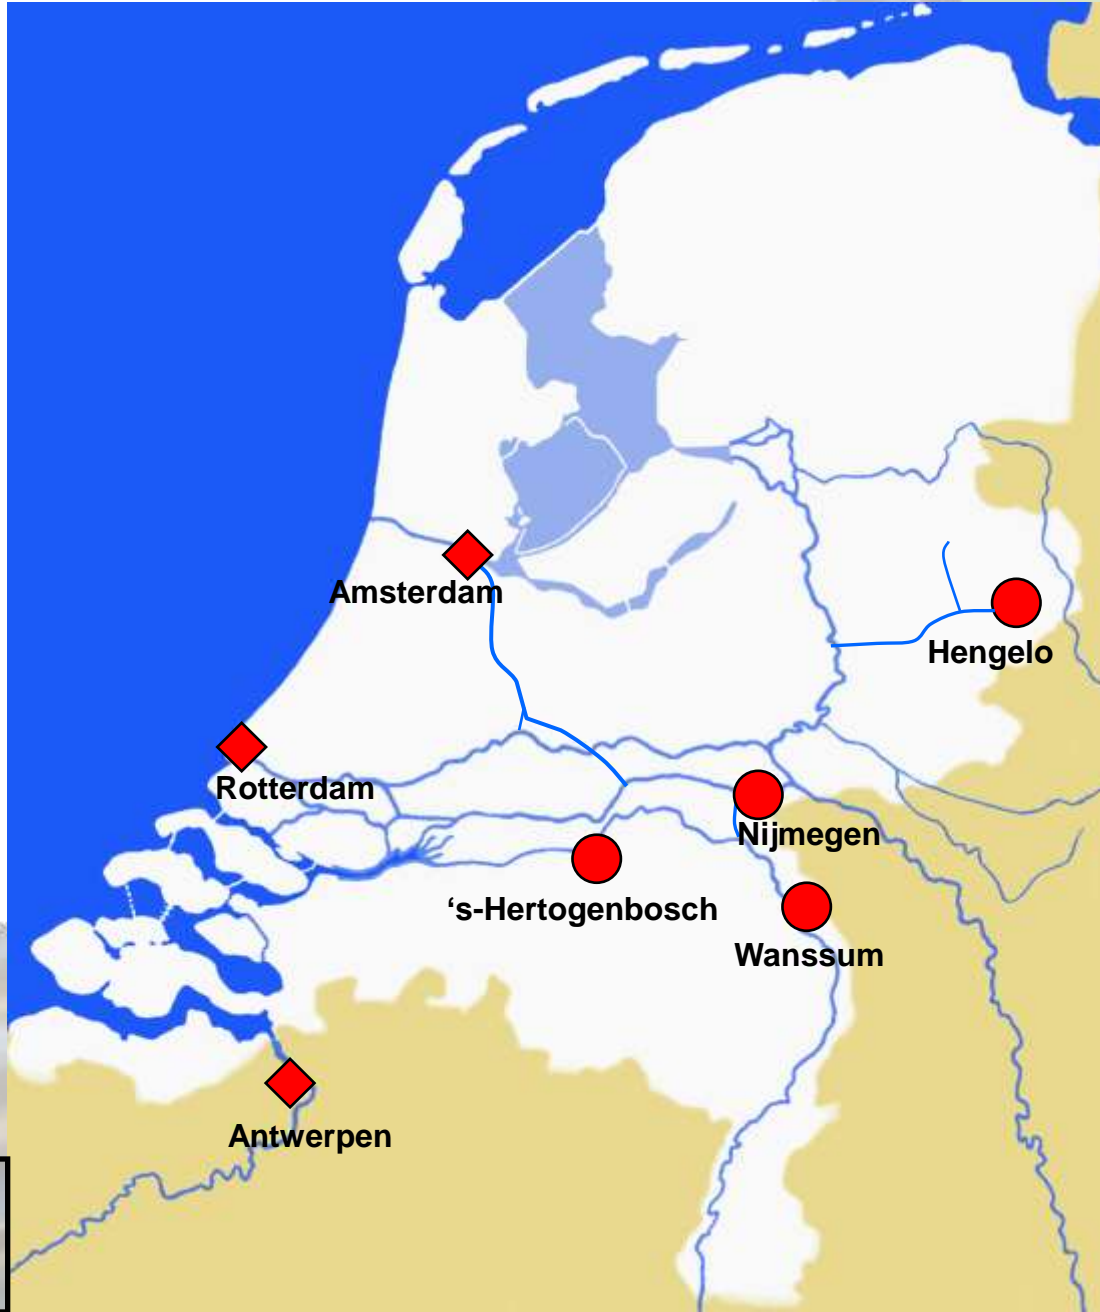 Amsterdam
Hengelo
Rotterdam
Nijmegen
‘s-Hertogenbosch
Wanssum
Antwerpen